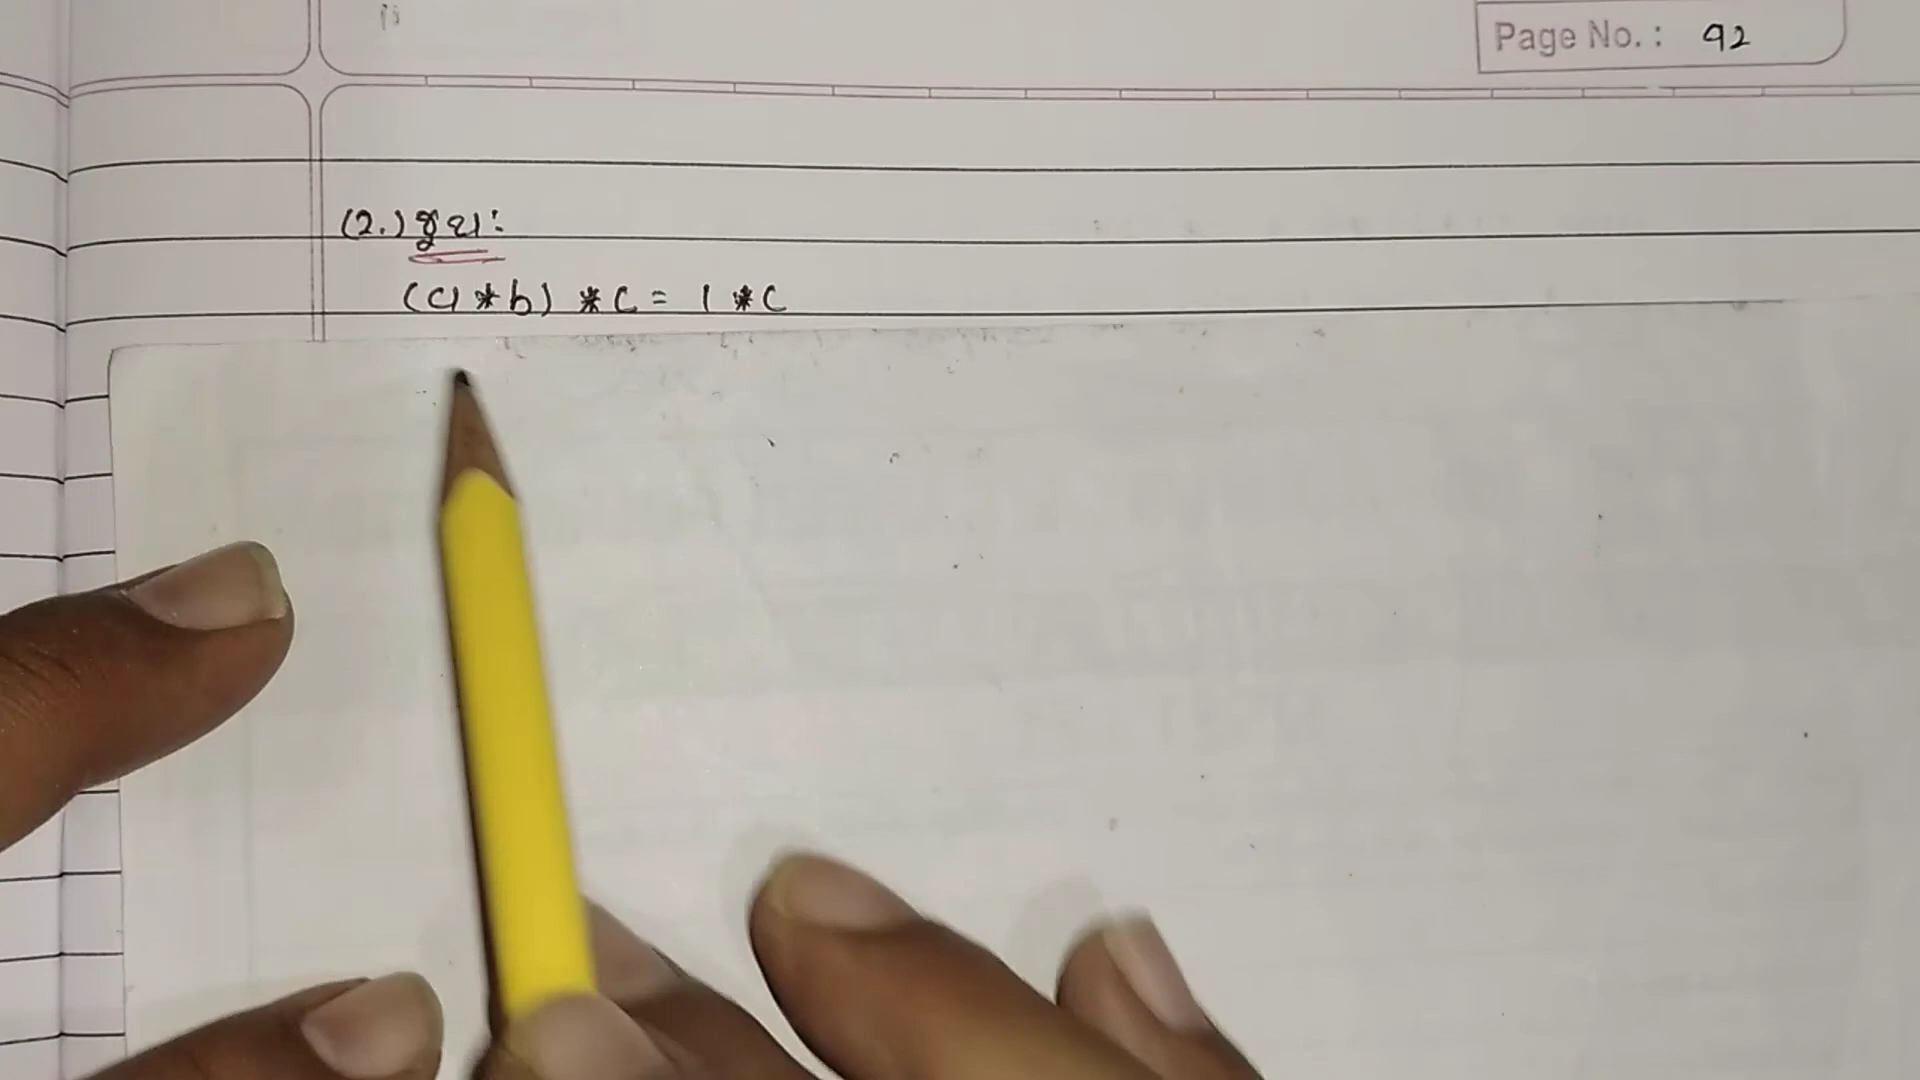 Page No. : 92
(2.) જુથ:
(a * b) * c = 1 * c